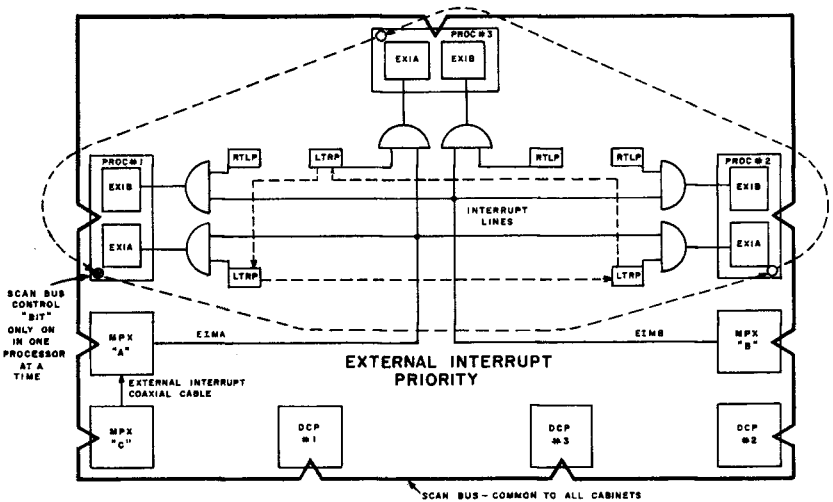 PROC#3
EXIA
EXIB
PROC#1
RTLP
LTRP
RTLP
RTLP
PROC#2
EXIB
EXIB
INTERRUPT
LINES
EXIA
EXIA
LTRP
LTRP
SCAN BUS
CONTROL
"BIT"
ONLY ON
IN ONE
PROCESSOR
AT A
TIME
MPX
"A"
EIMA
EIMB
MPX
"B"
EXTERNAL INTERRUPT
PRIORITY
EXTERNAL INTERRUPT
COAXIAL CABLE
MPX
"C"
DCP
#1
DCP
#3
DCP
#2
SCAN BUS - COMMON TO ALL CABINETS